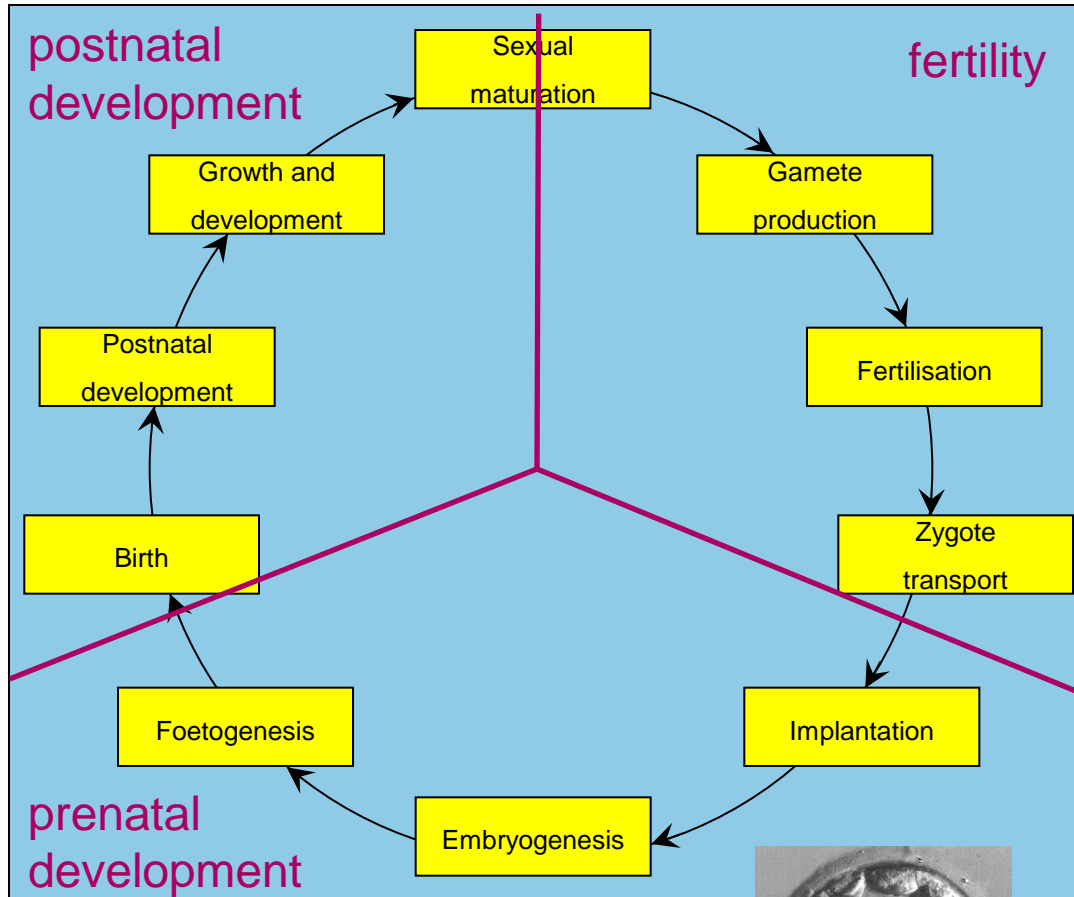 postnatal
development
fertility
Sexual
maturation
Gamete
production
Fertilisation
Zygote
transport
Implantation
Embryogenesis
Foetogenesis
Birth
Postnatal
development
Growth and
development
prenatal
development